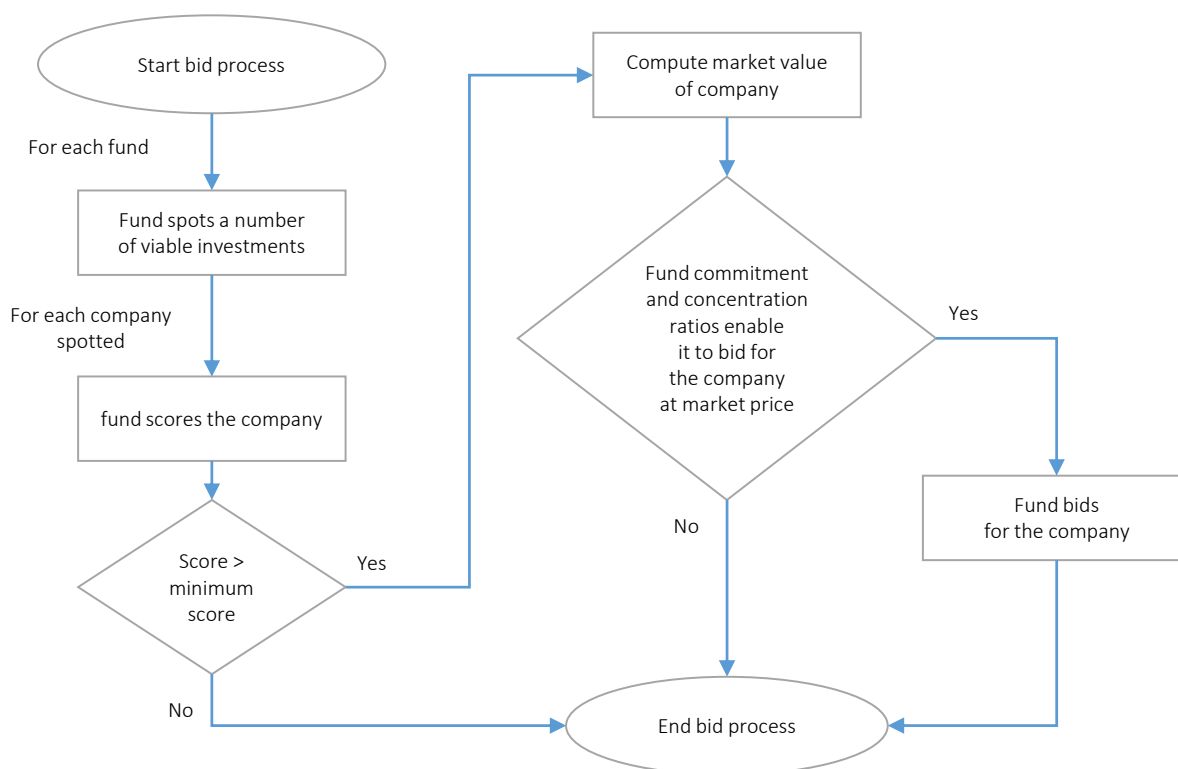 Start bid process
For each fund
Fund spots a number
of viable investments
For each company
spotted
fund scores the company
Score >
minimum
score
Yes
No
Compute market value
of company
Fund commitment
and concentration
ratios enable
it to bid for
the company
at market price
Yes
No
Fund bids
for the company
End bid process